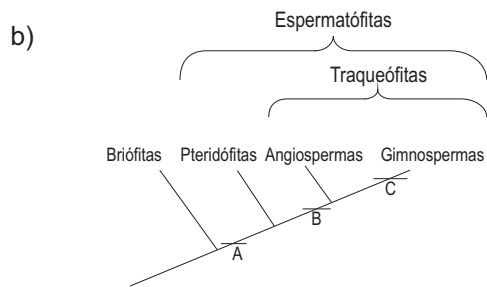 b)
Espermatófitas
Traqueófitas
Briófitas Pteridófitas Angiospermas Gimnospermas
C
B
A